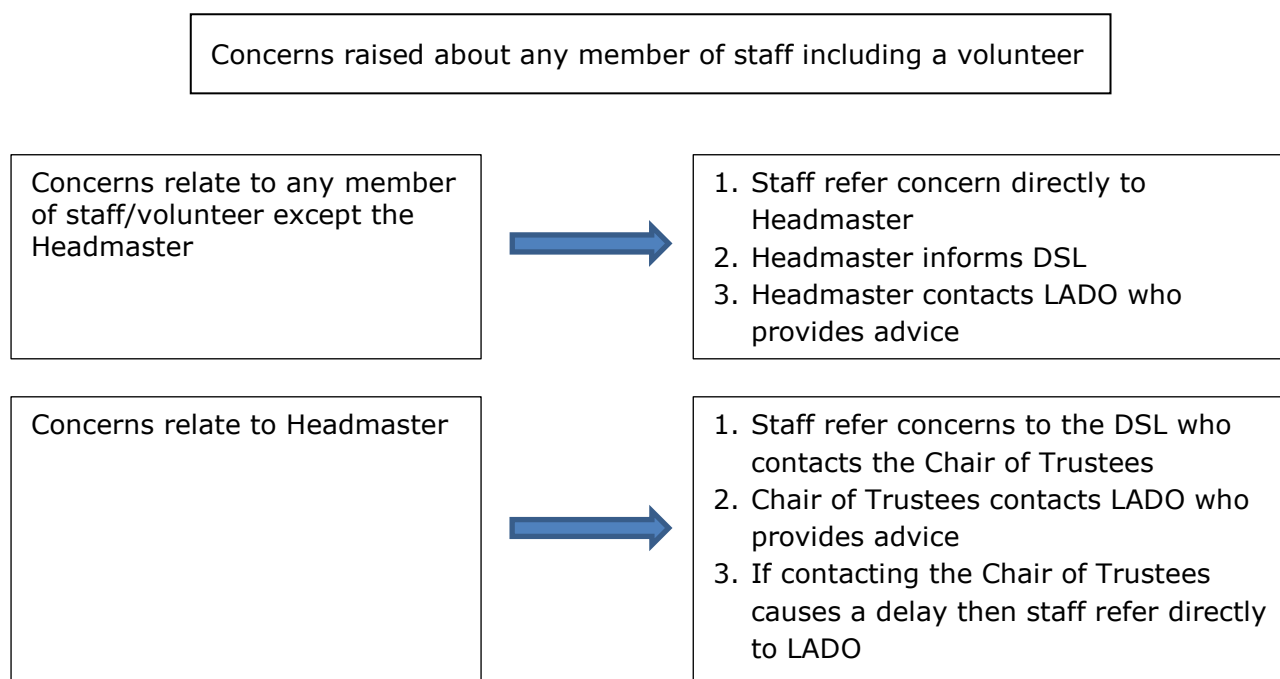 Concerns raised about any member of staff including a volunteer
Concerns relate to any member
of staff/volunteer except the
Headmaster
1. Staff refer concern directly to
Headmaster
2. Headmaster informs DSL
3. Headmaster contacts LADO who
provides advice
Concerns relate to Headmaster
1. Staff refer concerns to the DSL who
contacts the Chair of Trustees
2. Chair of Trustees contacts LADO who
provides advice
3. If contacting the Chair of Trustees
causes a delay then staff refer directly
to LADO